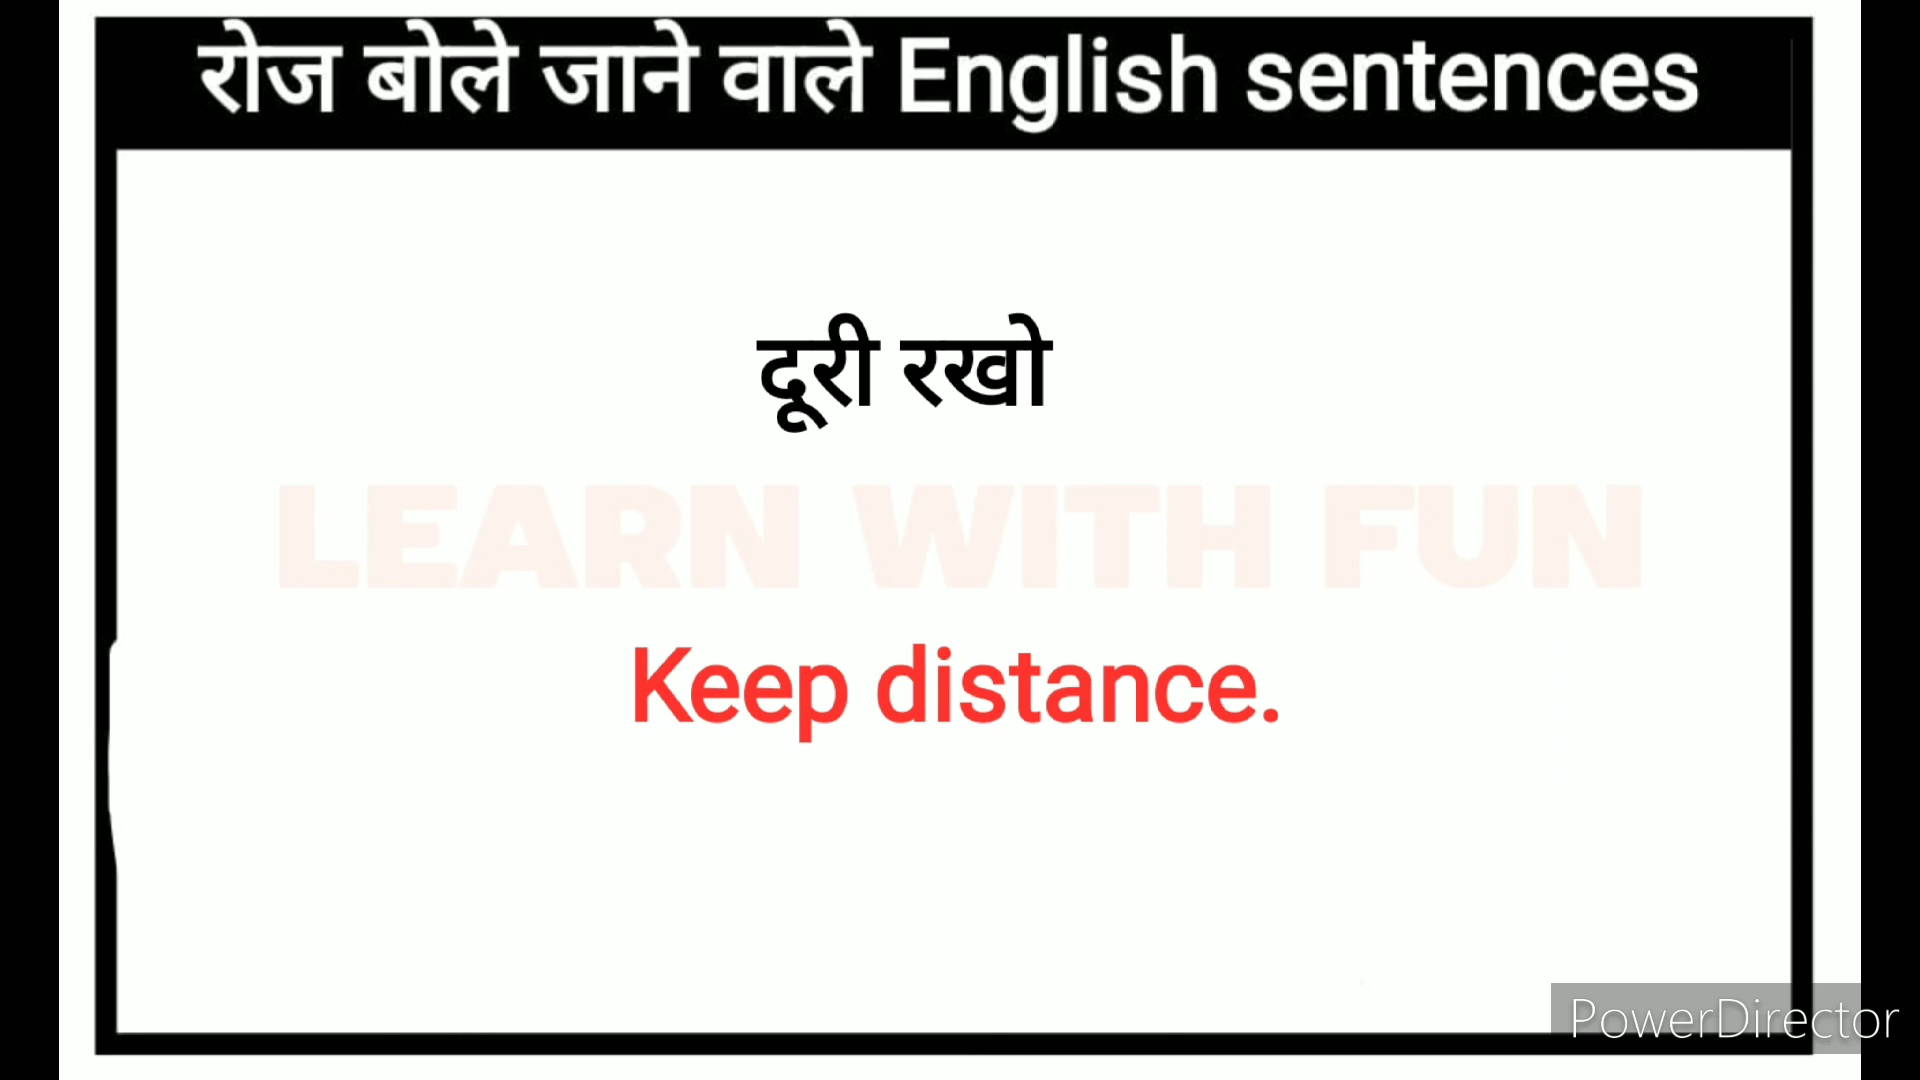 रोज बोले जाने वाले English sentences
दूरी रखो
LEARN WITH FUN
Keep distance.
PowerDirector